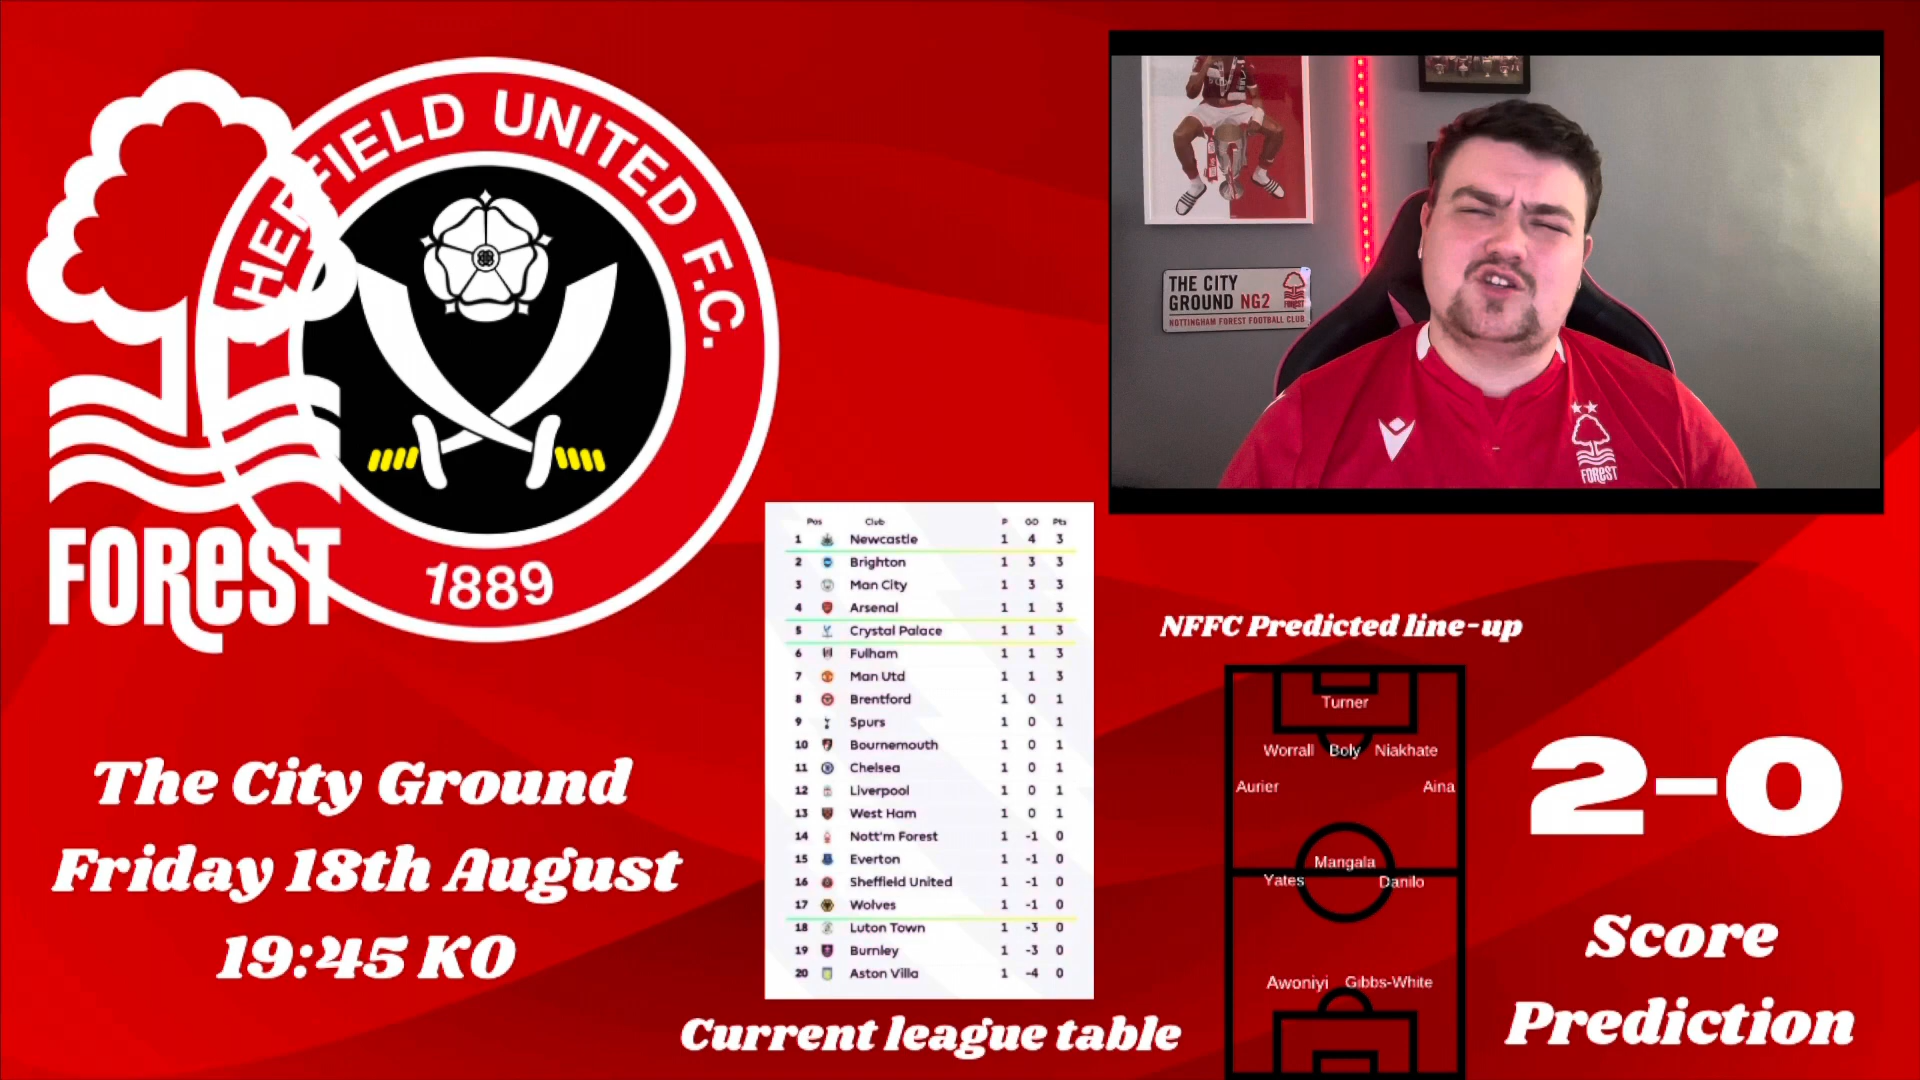 SHEFFIELD UNITED F.C.
1889
FOREST
THE CITY
GROUND NG2
FOREST
NOTTINGHAM FOREST FOOTBALL CLUB
FOREST
The City Ground
Friday 18th August
19:45 KO
Pos Club P GD Pts
1 Newcastle 1 4 3
2 Brighton 1 3 3
3 Man City 1 3 3
4 Arsenal 1 1 3
5 Crystal Palace 1 1 3
6 Fulham 1 1 3
7 Man Utd 1 1 3
8 Brentford 1 0 1
9 Spurs 1 0 1
10 Bournemouth 1 0 1
11 Chelsea 1 0 1
12 Liverpool 1 0 1
13 West Ham 1 0 1
14 Nott'm Forest 1 -1 0
15 Everton 1 -1 0
16 Sheffield United 1 -1 0
17 Wolves 1 -1 0
18 Luton Town 1 -3 0
19 Burnley 1 -3 0
20 Aston Villa 1 -4 0
Current league table
NFFC Predicted line-up
Turner
Worrall Boly Niakhate
Aurier Aina
Mangala
Yates Danilo
Awoniyi Gibbs-White
2-0
Score
Prediction